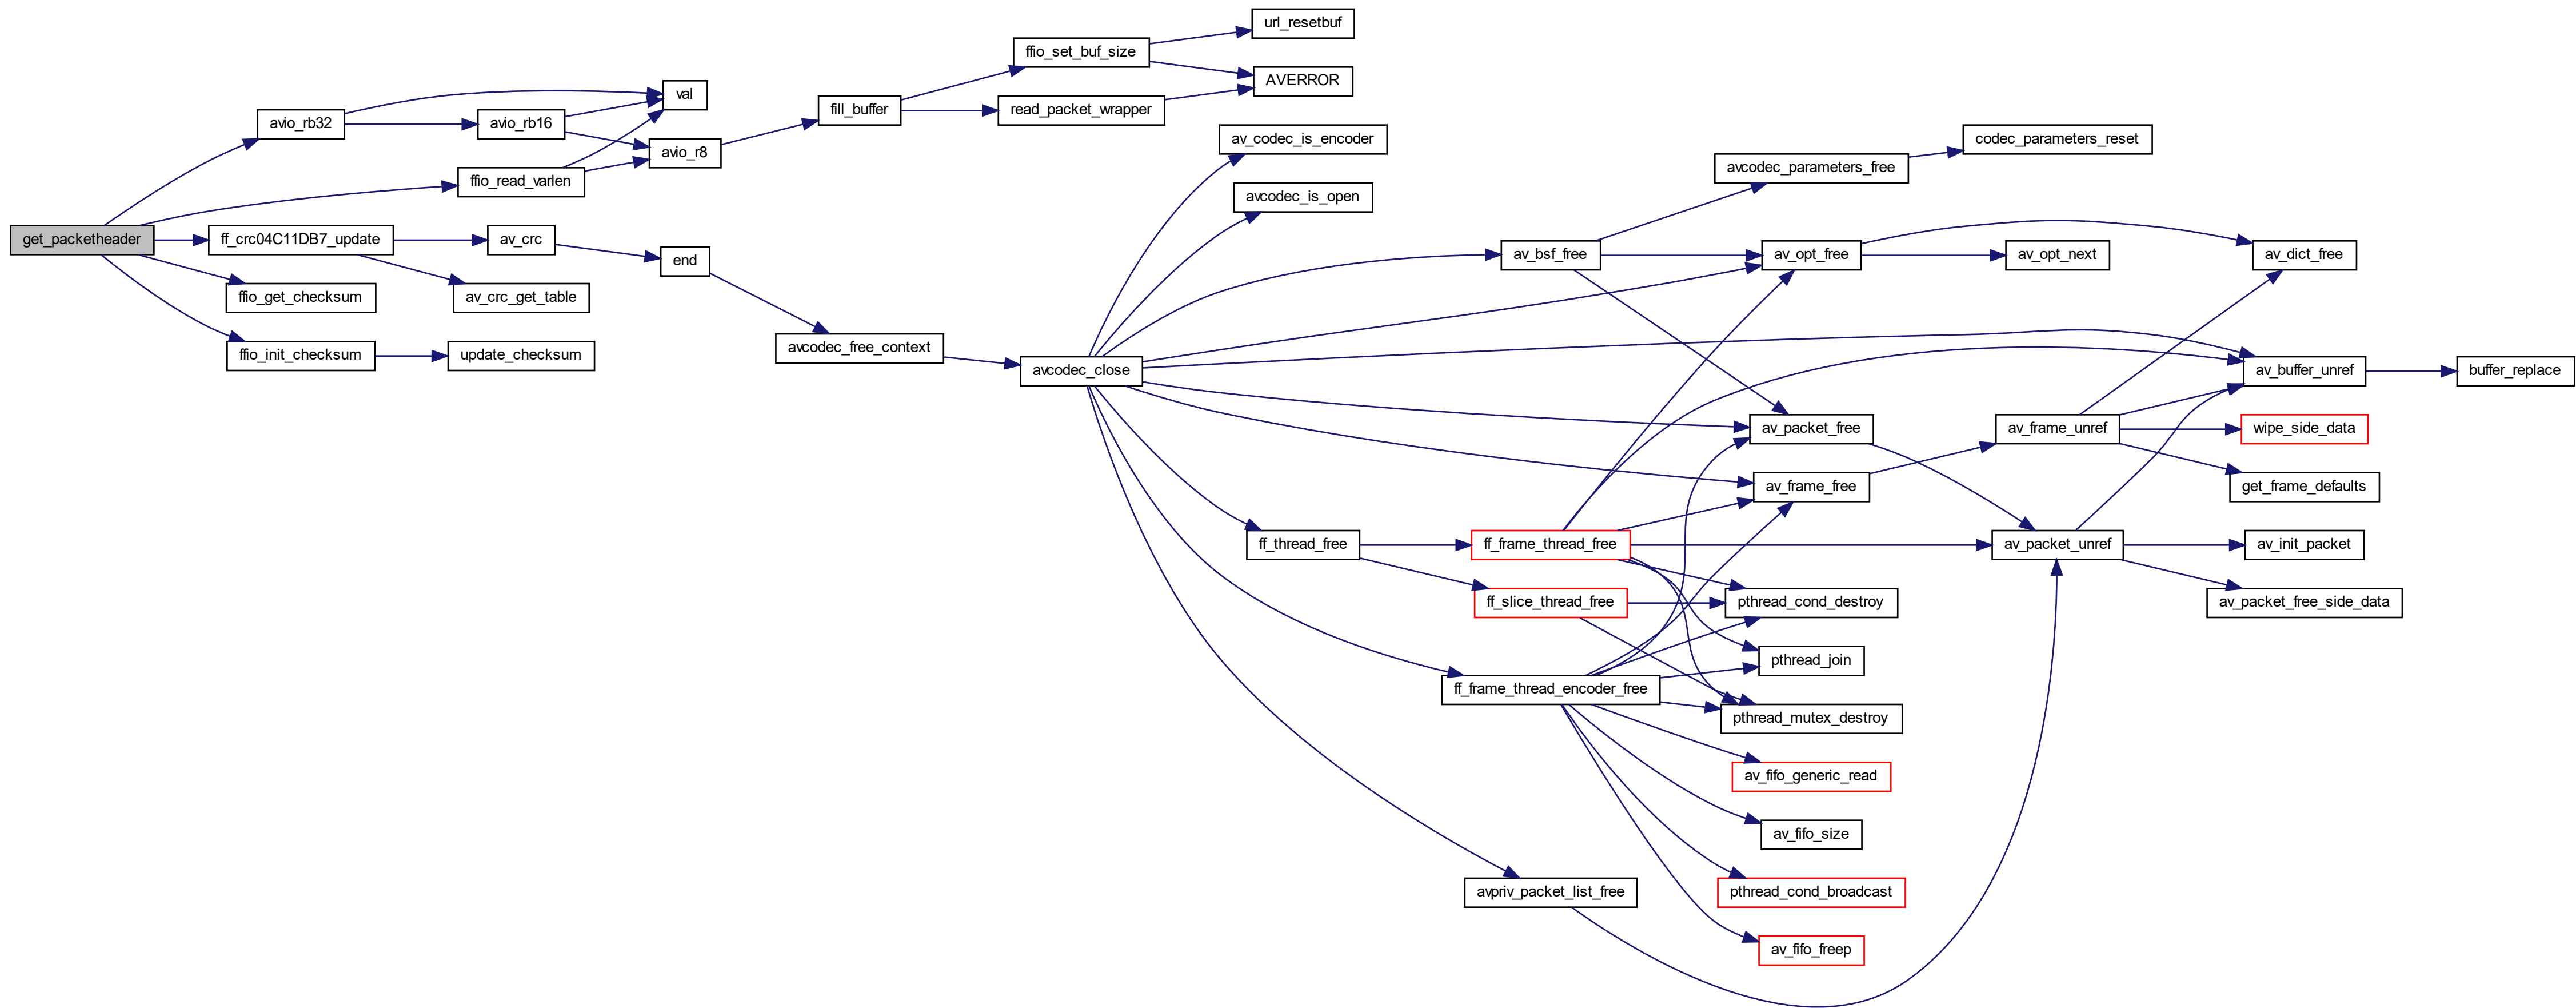 get_packetheader
avio_rb32
ffio_read_varlen
ff_crc04C11DB7_update
ffio_get_checksum
ffio_init_checksum
avio_rb16
val
avio_r8
av_crc
av_crc_get_table
update_checksum
end
fill_buffer
ffio_set_buf_size
read_packet_wrapper
url_resetbuf
AVERROR
avcodec_free_context
avcodec_close
av_codec_is_encoder
avcodec_is_open
av_bsf_free
ff_thread_free
ff_frame_thread_free
ff_slice_thread_free
ff_frame_thread_encoder_free
avpriv_packet_list_free
avcodec_parameters_free
codec_parameters_reset
av_opt_free
av_opt_next
av_dict_free
av_packet_free
av_frame_free
av_frame_unref
av_packet_unref
av_buffer_unref
buffer_replace
wipe_side_data
get_frame_defaults
av_init_packet
av_packet_free_side_data
pthread_cond_destroy
pthread_join
pthread_mutex_destroy
av_fifo_generic_read
av_fifo_size
pthread_cond_broadcast
av_fifo_freep